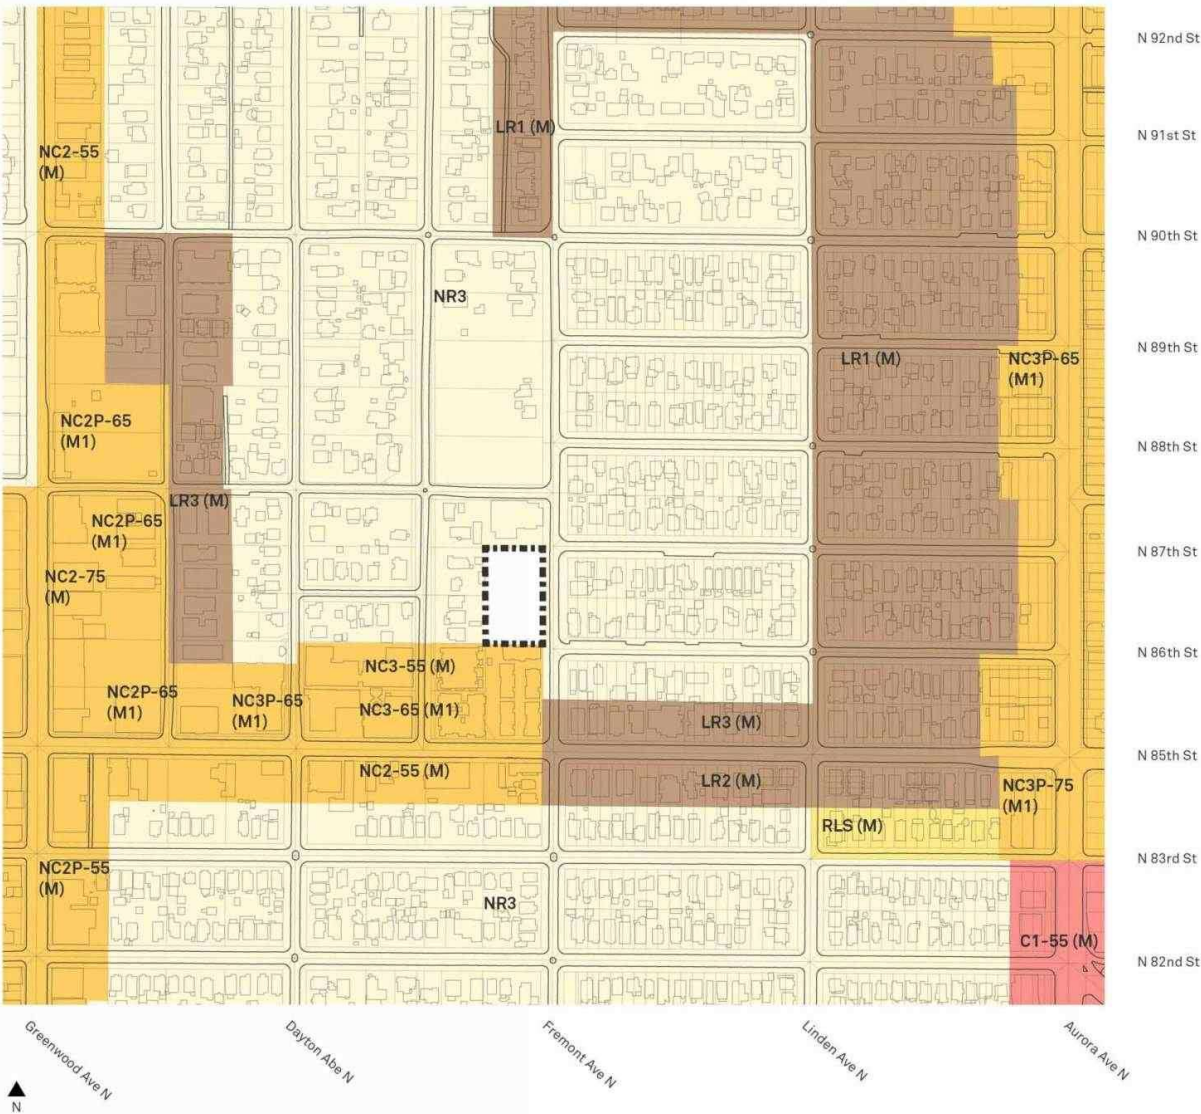 N 92nd St
LR1 (M)
N 91st St
NC2-55
(M)
N 90th St
NR3
N 89th St
LR1 (M)
NC3P-65
(M1)
NC2P-65
(M1)
N 88th St
LR3 (M)
NC2P-65
(M1)
N 87th St
NC2-75
(M)
N 86th St
NC3-55 (M)
NC2P-65
(M1)
NC3P-65
(M1)
NC3-65 (M1)
LR3 (M)
N 85th St
NC2-55 (M)
LR2 (M)
NC3P-75
(M1)
RLS (M)
N 83rd St
NC2P-55
(M)
NR3
C1-55 (M)
N 82nd St
Greenwood Ave N
Dayton Abe N
Fremont Ave N
Linden Ave N
Aurora Ave N
N